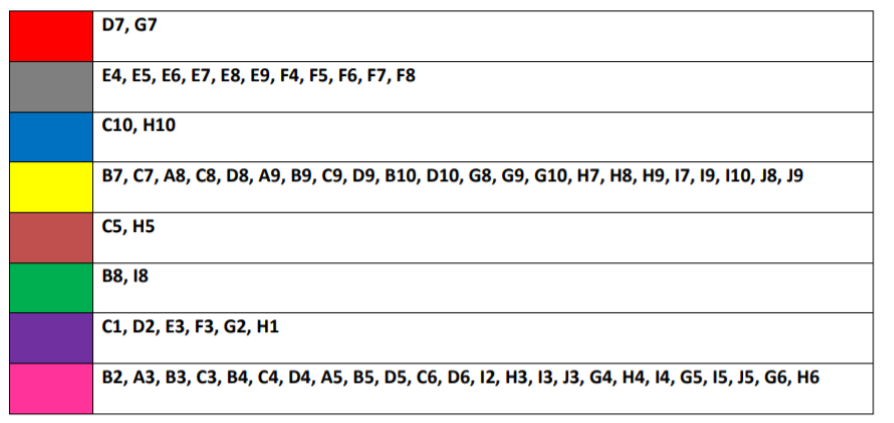 D7, G7
E4, E5, E6, E7, E8, E9, F4, F5, F6, F7, F8
C10, H10
B7, C7, A8, C8, D8, A9, B9, C9, D9, B10, D10, G8, G9, G10, H7, H8, H9, I7, I9, I10, J8, J9
C5, H5
B8, I8
C1, D2, E3, F3, G2, H1
B2, A3, B3, C3, B4, C4, D4, A5, B5, D5, C6, D6, I2, H3, I3, J3, G4, H4, I4, G5, I5, J5, G6, H6